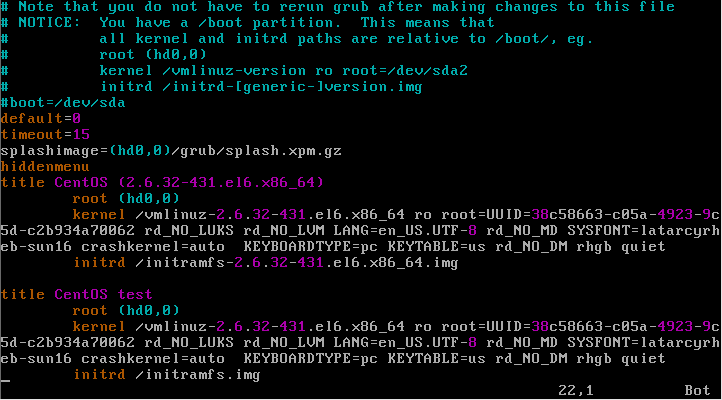 # Note that you do not have to rerun grub after making changes to this file
# NOTICE:  You have a /boot partition.  This means that
#          all kernel and initrd paths are relative to /boot/, eg.
#          root (hd0,0)
#          kernel /vmlinuz-version ro root=/dev/sda2
#          initrd /initrd-[generic-]version.img
#boot=/dev/sda
default=0
timeout=15
splashimage=(hd0,0)/grub/splash.xpm.gz
hiddenmenu
title CentOS (2.6.32-431.el6.x86_64)
        root (hd0,0)
        kernel /vmlinuz-2.6.32-431.el6.x86_64 ro root=UUID=38c58663-c05a-4923-9c
5d-c2b934a70062 rd_NO_LUKS rd_NO_LVM LANG=en_US.UTF-8 rd_NO_MD SYSFONT=latarcyrh
eb-sun16 crashkernel=auto  KEYBOARDTYPE=pc KEYTABLE=us rd_NO_DM rhgb quiet
        initrd /initramfs-2.6.32-431.el6.x86_64.img
title CentOS test
        root (hd0,0)
        kernel /vmlinuz-2.6.32-431.el6.x86_64 ro root=UUID=38c58663-c05a-4923-9c
5d-c2b934a70062 rd_NO_LUKS rd_NO_LVM LANG=en_US.UTF-8 rd_NO_MD SYSFONT=latarcyrh
eb-sun16 crashkernel=auto  KEYBOARDTYPE=pc KEYTABLE=us rd_NO_DM rhgb quiet
        initrd /initramfs.img
22,1          Bot